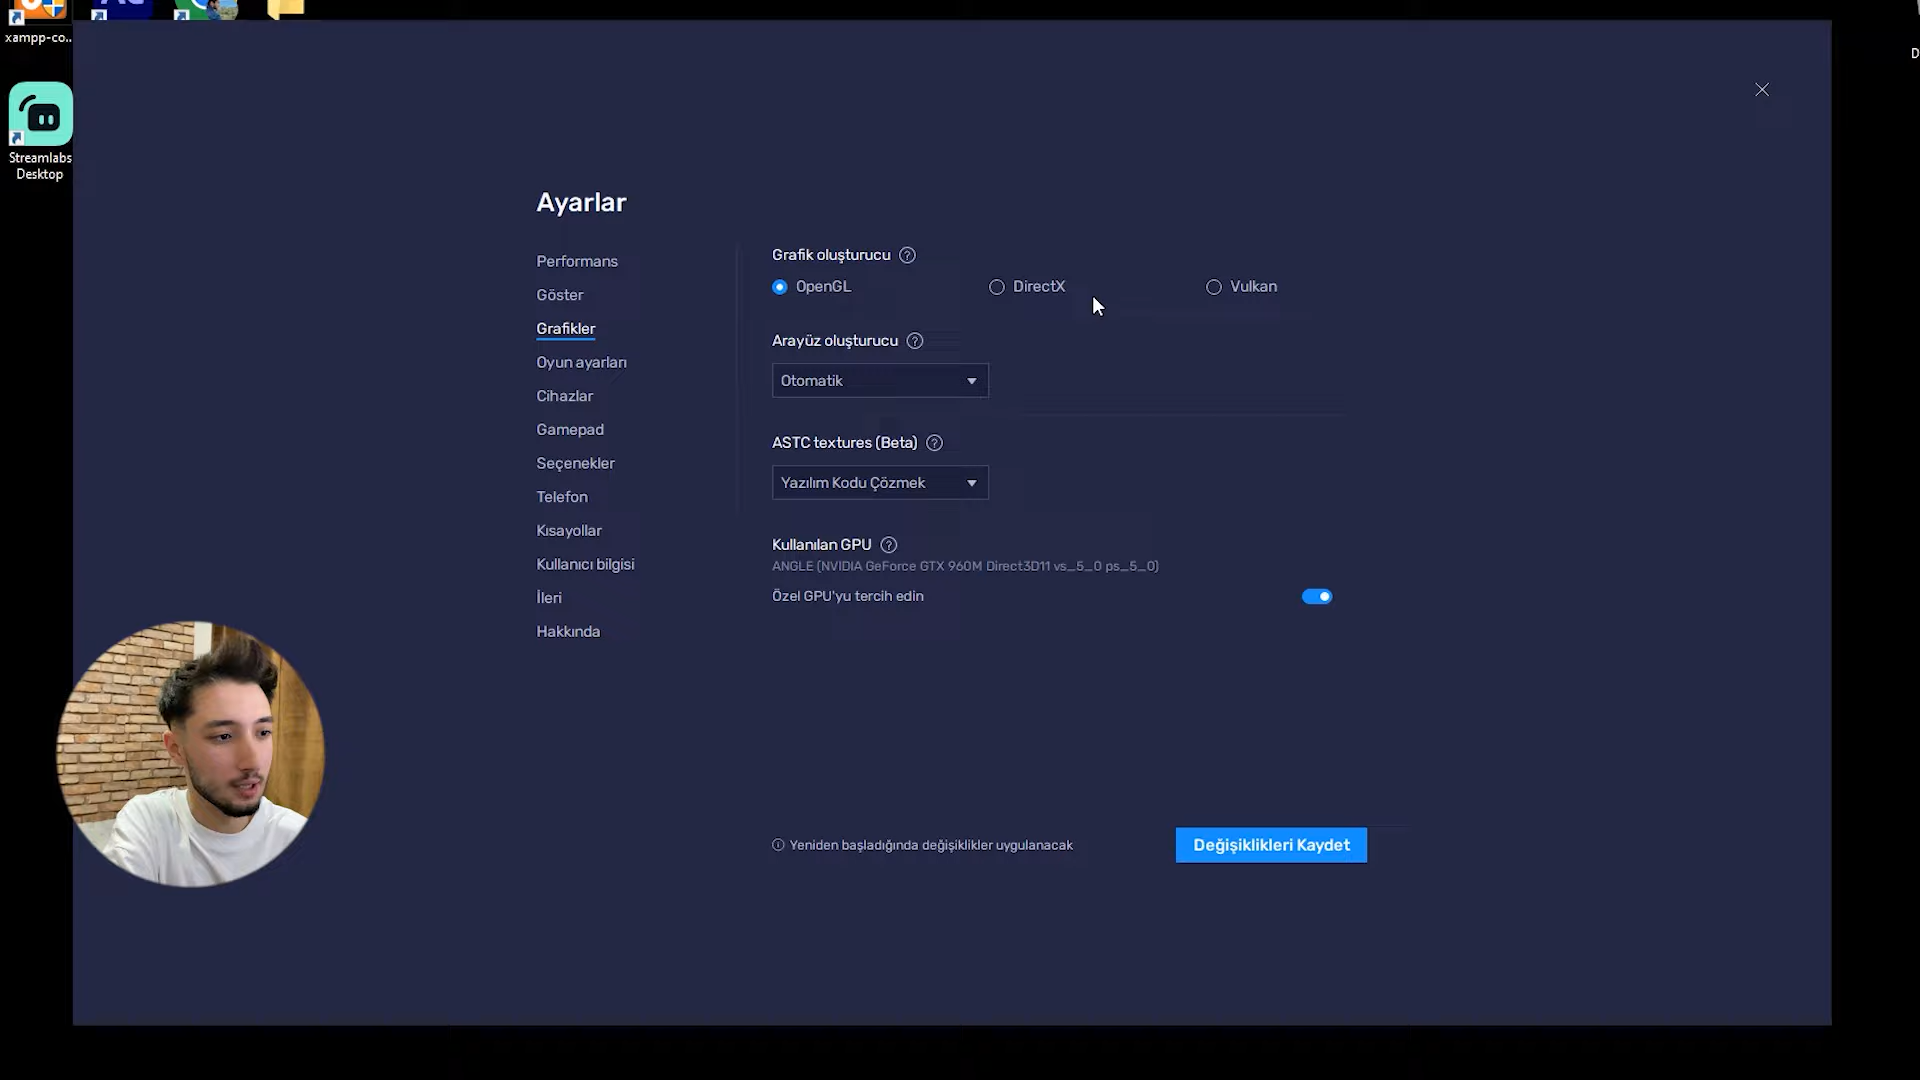 xampp-co..
D
Streamlabs
Desktop
Ayarlar
Performans
Göster
Grafikler
Oyun ayarları
Cihazlar
Gamepad
Seçenekler
Telefon
Kısayollar
Kullanıcı bilgisi
İleri
Hakkında
Grafik oluşturucu ?
OpenGL
DirectX
Vulkan
Arayüz oluşturucu ?
Otomatik
ASTC textures (Beta) ?
Yazılım Kodu Çözmek
Kullanılan GPU ?
ANGLE (NVIDIA GeForce GTX 960M Direct3D11 vs_5_0 ps_5_0)
Özel GPU'yu tercih edin
Yeniden başladığında değişiklikler uygulanacak
Değişiklikleri Kaydet